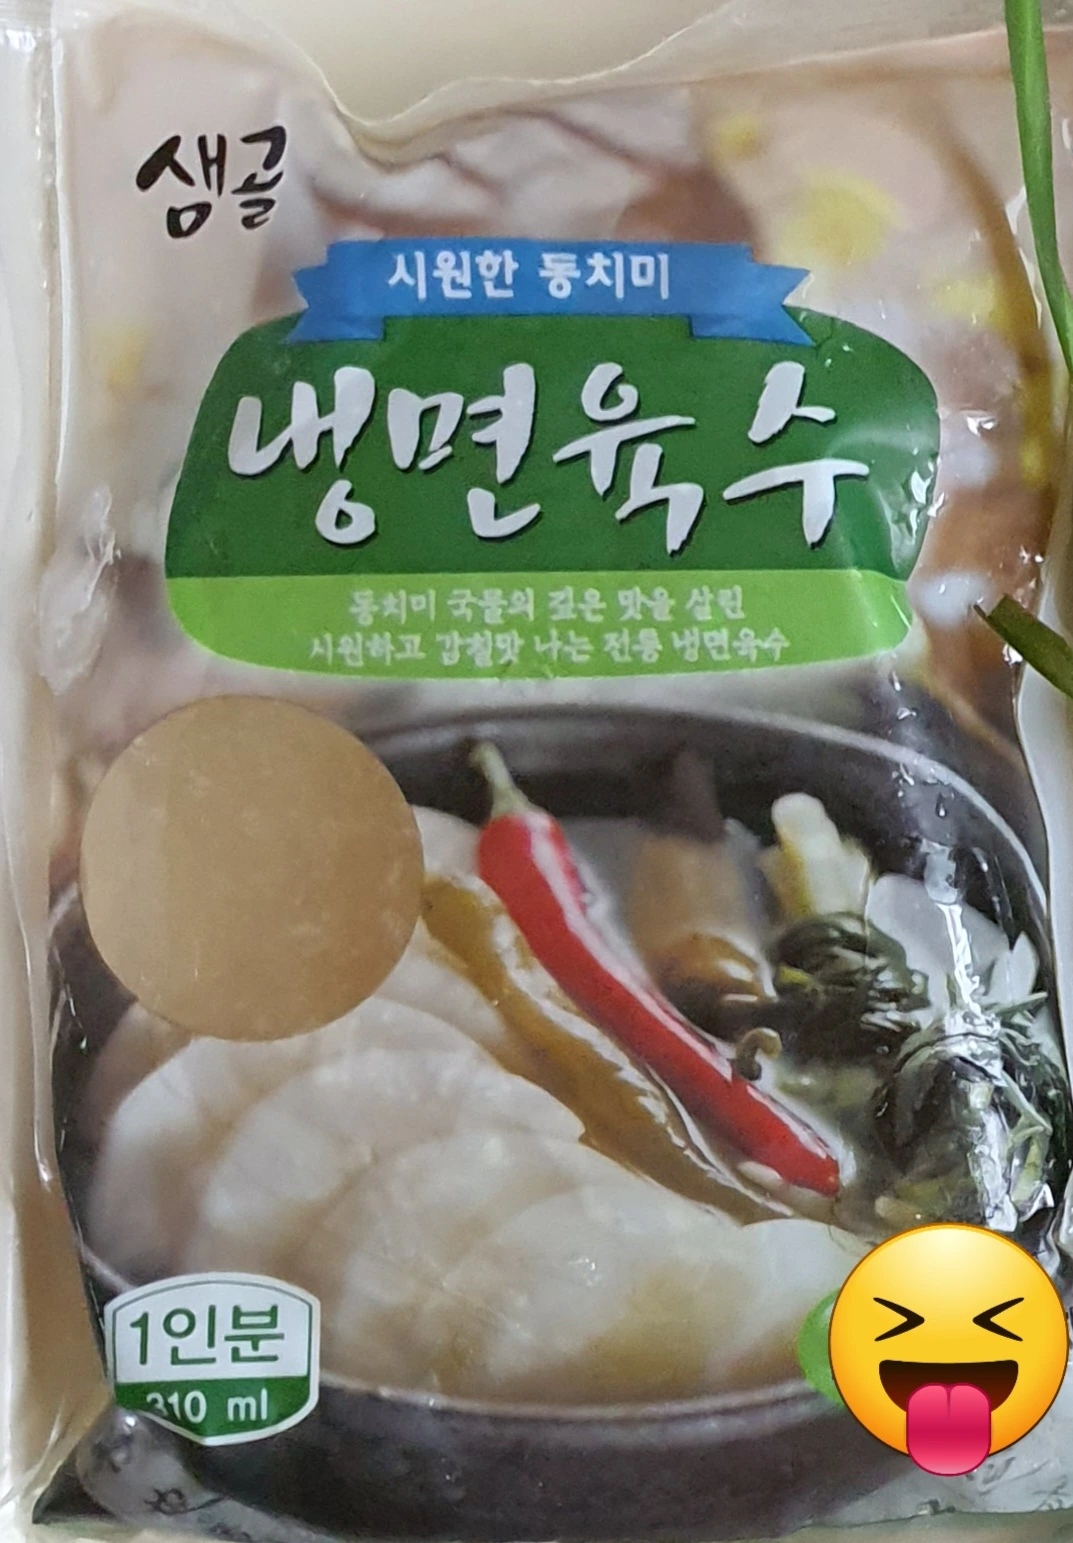 샘골
시원한 동치미
냉면육수
동치미 국물의 깊은 맛을 살린
시원하고 감칠맛 나는 전통 냉면육수
1인분
310 ml